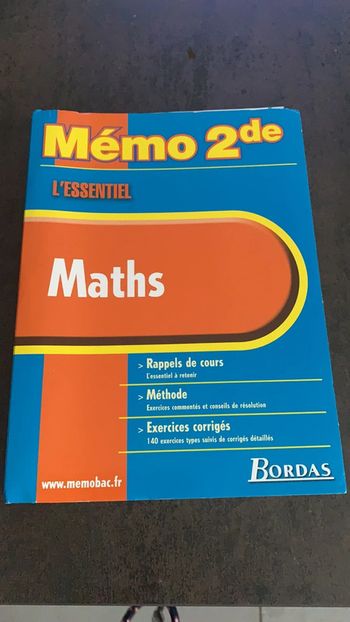 Mémo 2de
L'ESSENTIEL
Maths
> Rappels de cours
L'essentiel à retenir
> Méthode
Exercices commentés et conseils de résolution
> Exercices corrigés
140 exercices types suivis de corrigés détaillés
www.memobac.fr
BORDAS